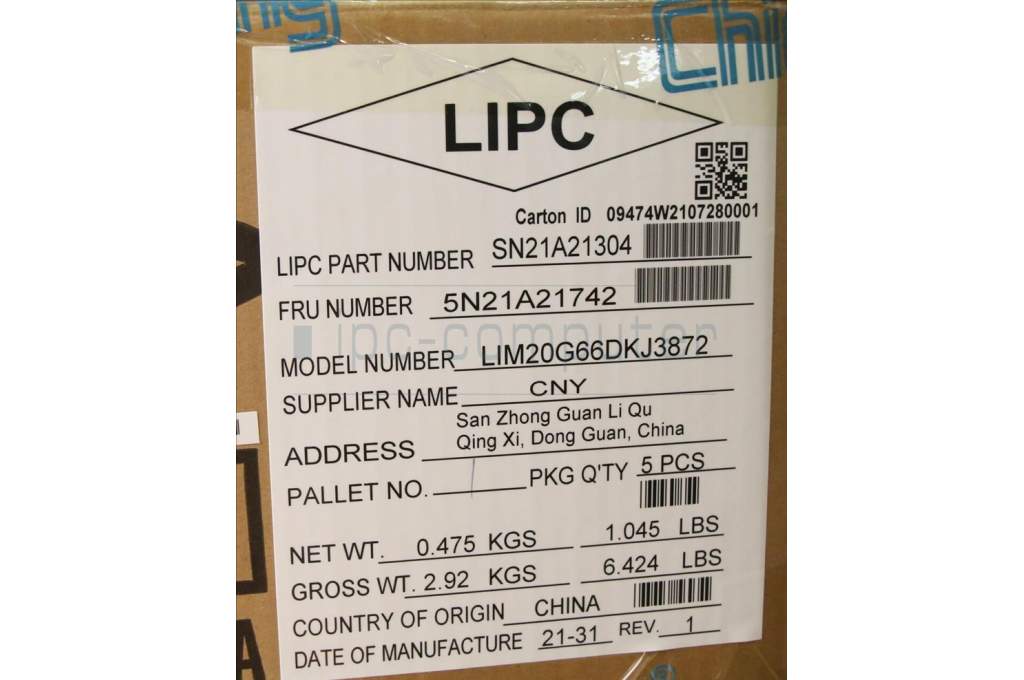 Chi
LIPC
Carton ID 09474W2107280001
LIPC PART NUMBER SN21A21304
FRU NUMBER 5N21A21742
ipc-computer
MODEL NUMBER LIM20G66DKJ3872
SUPPLIER NAME CNY
ADDRESS San Zhong Guan Li Qu
Qing Xi, Dong Guan, China
PALLET NO. PKG Q'TY 5 PCS
NET WT. 0.475 KGS 1.045 LBS
GROSS WT. 2.92 KGS 6.424 LBS
COUNTRY OF ORIGIN CHINA
DATE OF MANUFACTURE 21-31 REV. 1